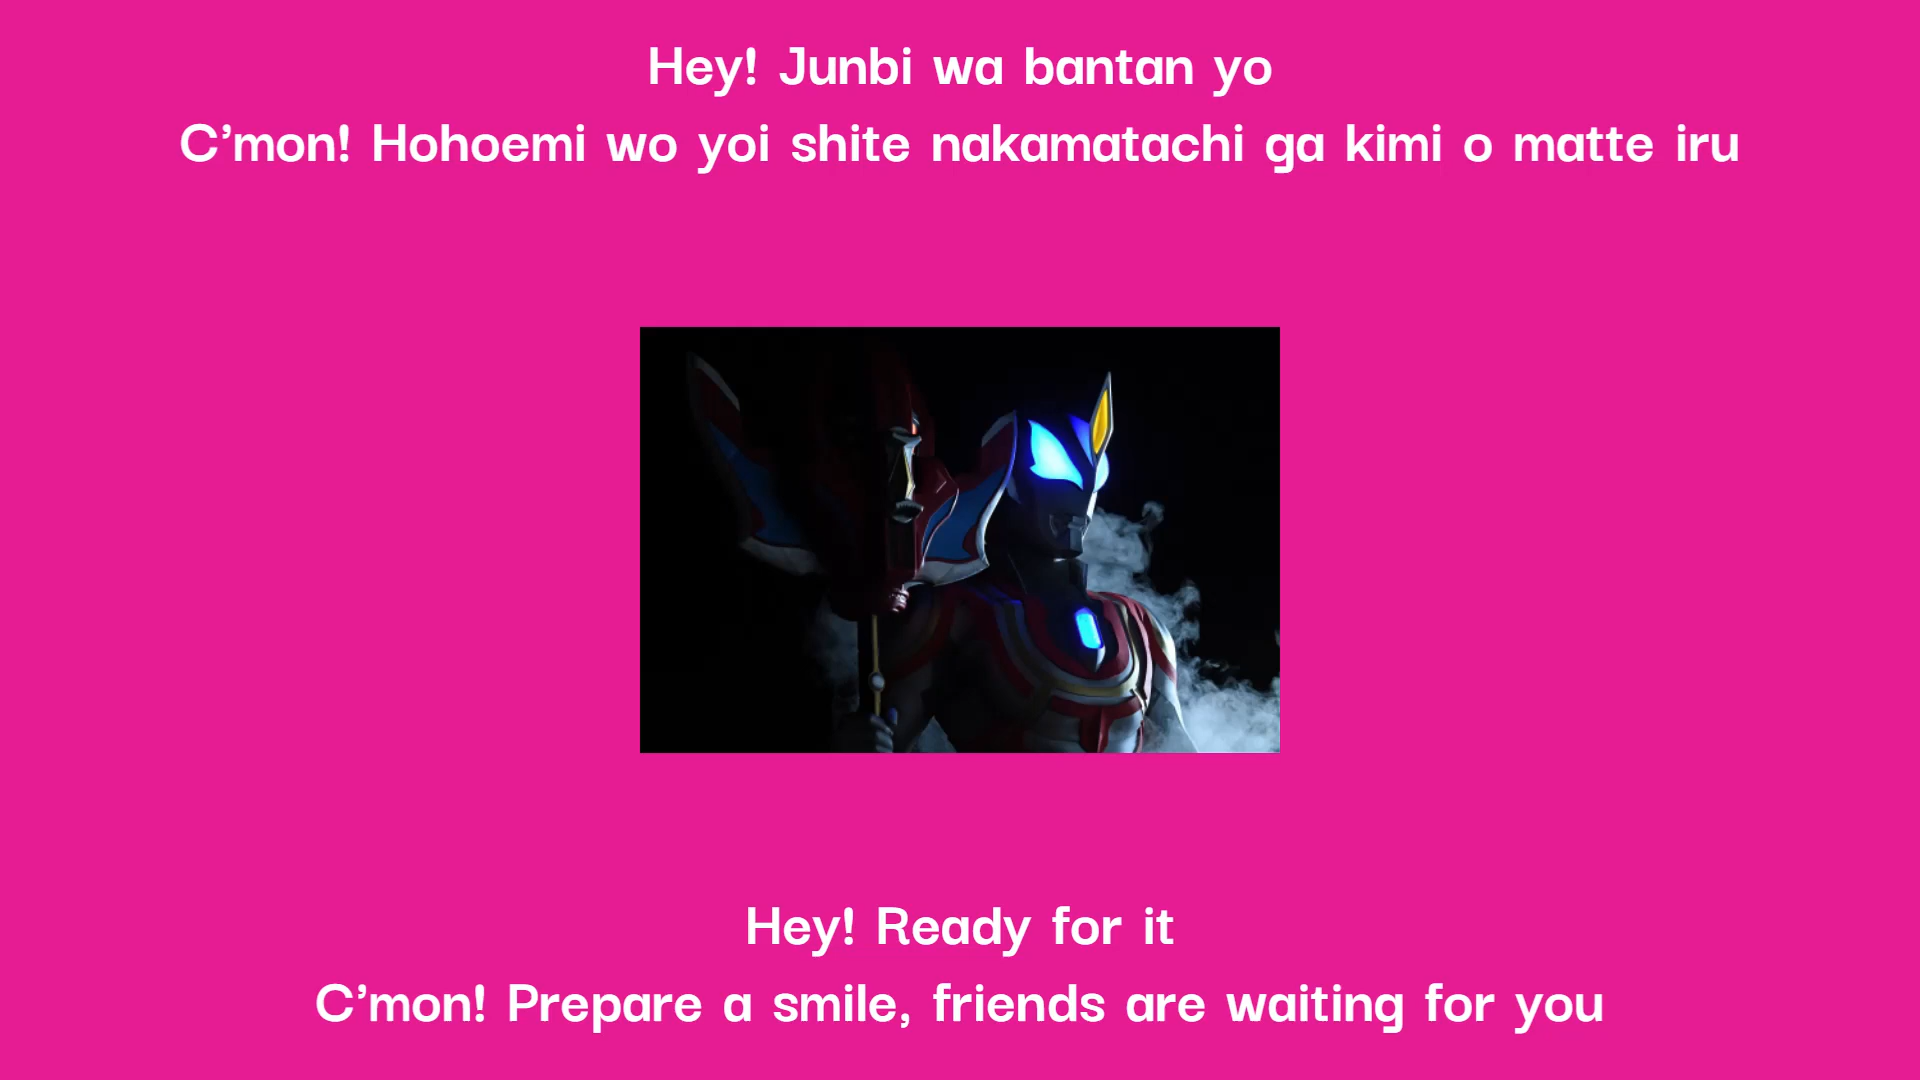 Hey! Junbi wa bantan yo
C’mon! Hohoemi wo yoi shite nakamatachi ga kimi o matte iru
Hey! Ready for it
C’mon! Prepare a smile, friends are waiting for you